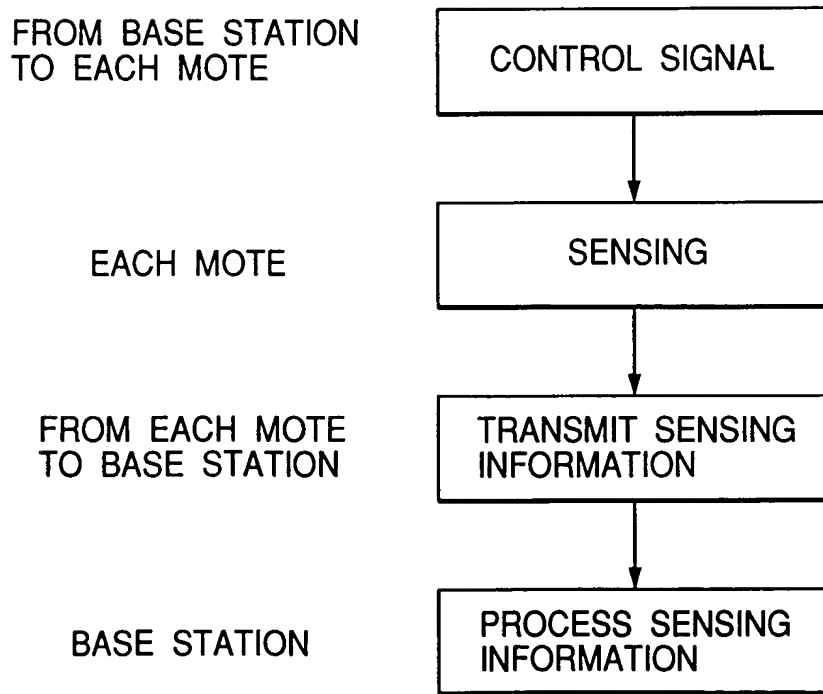 FROM BASE STATION
TO EACH MOTE
CONTROL SIGNAL
EACH MOTE
SENSING
FROM EACH MOTE
TO BASE STATION
TRANSMIT SENSING
INFORMATION
BASE STATION
PROCESS SENSING
INFORMATION